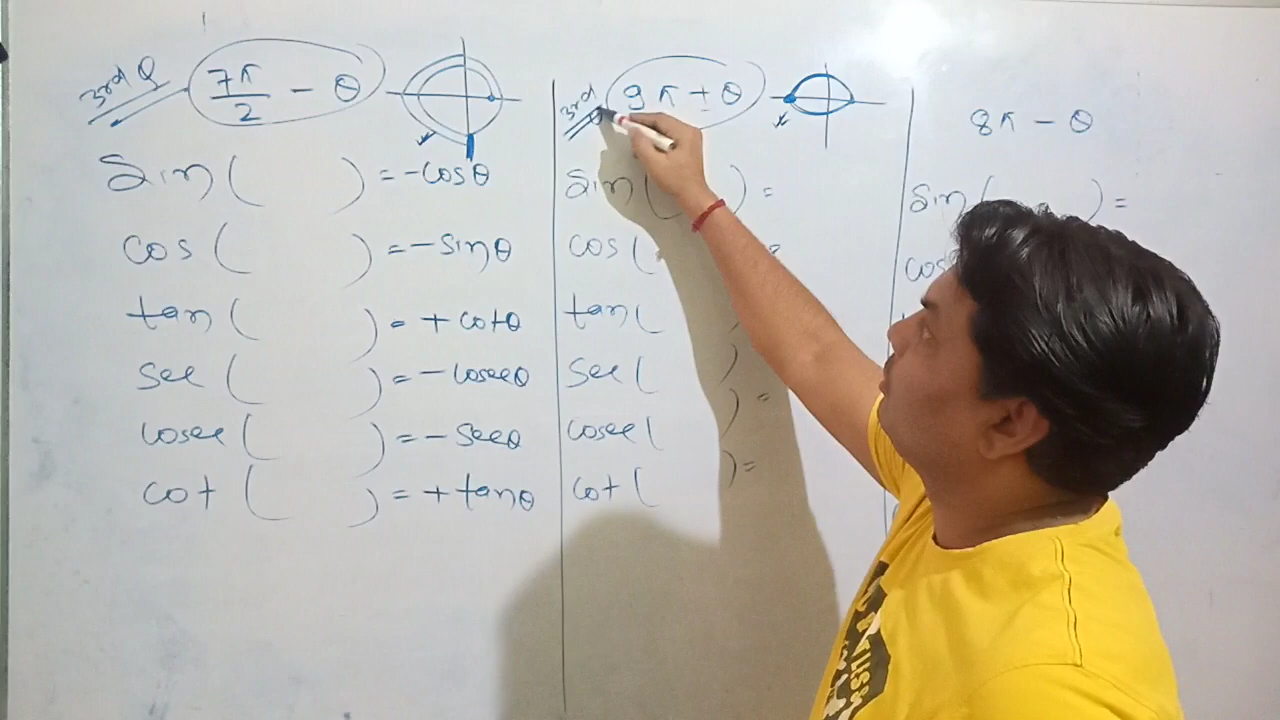 3rd Q
7π/2 - θ
sin ( ) = -cosθ
cos ( ) = -sinθ
tan ( ) = +cotθ
sec ( ) = -cosecθ
cosec ( ) = -secθ
cot ( ) = +tanθ
3rd
9π + θ
sin ( ) =
cos ( =
tan ( )
sec ( )
cosec ( ) =
cot ( ) =
8π - θ
sin ( ) =
cos